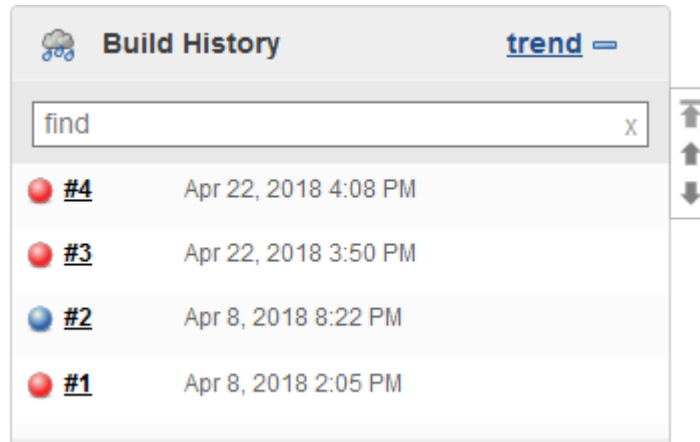 Build History trend
find x
#4 Apr 22, 2018 4:08 PM
#3 Apr 22, 2018 3:50 PM
#2 Apr 8, 2018 8:22 PM
#1 Apr 8, 2018 2:05 PM